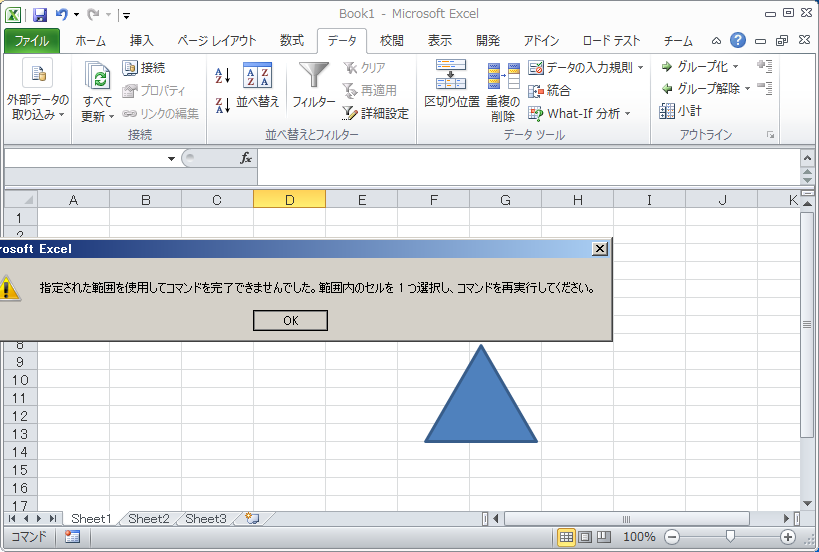 Book1 - Microsoft Excel
ファイル ホーム 挿入 ページ レイアウト 数式 データ 校閲 表示 開発 アドイン ロード テスト チーム
外部データの
取り込み
すべて
更新
接続
プロパティ
リンクの編集
接続
並べ替え
フィルター
クリア
再適用
詳細設定
並べ替えとフィルター
区切り位置
重複の
削除
データの入力規則
統合
What-If 分析
データ ツール
グループ化
グループ解除
小計
アウトライン
fx
A B C D E F G H I J K
1
2
rosoft Excel
指定された範囲を使用してコマンドを完了できませんでした。範囲内のセルを 1 つ選択し、コマンドを再実行してください。
OK
8
9
10
11
12
13
14
15
16
17
Sheet1 Sheet2 Sheet3
コマンド 100%